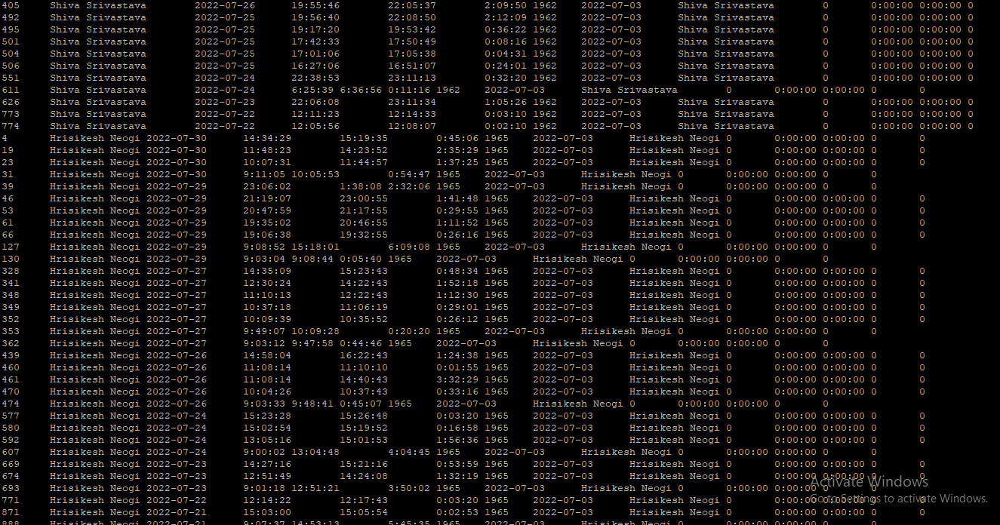 405 Shiva Srivastava 2022-07-26 19:55:46 22:05:37 2:09:50 1962 2022-07-03 Shiva Srivastava 0 0:00:00 0:00:00 0
492 Shiva Srivastava 2022-07-25 19:56:40 22:08:50 2:12:09 1962 2022-07-03 Shiva Srivastava 0 0:00:00 0:00:00 0
495 Shiva Srivastava 2022-07-25 19:17:20 19:53:42 0:36:22 1962 2022-07-03 Shiva Srivastava 0 0:00:00 0:00:00 0
501 Shiva Srivastava 2022-07-25 17:42:33 17:50:49 0:08:16 1962 2022-07-03 Shiva Srivastava 0 0:00:00 0:00:00 0
504 Shiva Srivastava 2022-07-25 17:01:06 17:05:38 0:04:31 1962 2022-07-03 Shiva Srivastava 0 0:00:00 0:00:00 0
506 Shiva Srivastava 2022-07-25 16:27:06 16:51:07 0:24:01 1962 2022-07-03 Shiva Srivastava 0 0:00:00 0:00:00 0
551 Shiva Srivastava 2022-07-24 22:38:53 23:11:13 0:32:20 1962 2022-07-03 Shiva Srivastava 0 0:00:00 0:00:00 0
611 Shiva Srivastava 2022-07-24 6:25:39 6:36:56 0:11:16 1962 2022-07-03 Shiva Srivastava 0 0:00:00 0:00:00 0 0
626 Shiva Srivastava 2022-07-23 22:06:08 23:11:34 1:05:26 1962 2022-07-03 Shiva Srivastava 0 0:00:00 0:00:00 0
773 Shiva Srivastava 2022-07-22 12:11:23 12:14:33 0:03:10 1962 2022-07-03 Shiva Srivastava 0 0:00:00 0:00:00 0
774 Shiva Srivastava 2022-07-22 12:05:56 12:08:07 0:02:10 1962 2022-07-03 Shiva Srivastava 0 0:00:00 0:00:00 0
4 Hrisikesh Neogi 2022-07-30 14:34:29 15:19:35 0:45:06 1965 2022-07-03 Hrisikesh Neogi 0 0:00:00 0:00:00 0 0
19 Hrisikesh Neogi 2022-07-30 11:48:23 14:23:52 2:35:29 1965 2022-07-03 Hrisikesh Neogi 0 0:00:00 0:00:00 0 0
23 Hrisikesh Neogi 2022-07-30 10:07:31 11:44:57 1:37:25 1965 2022-07-03 Hrisikesh Neogi 0 0:00:00 0:00:00 0 0
31 Hrisikesh Neogi 2022-07-30 9:11:05 10:05:53 0:54:47 1965 2022-07-03 Hrisikesh Neogi 0 0:00:00 0:00:00 0 0
39 Hrisikesh Neogi 2022-07-29 23:06:02 1:38:08 2:32:06 1965 2022-07-03 Hrisikesh Neogi 0 0:00:00 0:00:00 0 0
46 Hrisikesh Neogi 2022-07-29 21:19:07 23:00:55 1:41:48 1965 2022-07-03 Hrisikesh Neogi 0 0:00:00 0:00:00 0 0
53 Hrisikesh Neogi 2022-07-29 20:47:59 21:17:55 0:29:55 1965 2022-07-03 Hrisikesh Neogi 0 0:00:00 0:00:00 0 0
61 Hrisikesh Neogi 2022-07-29 19:35:02 20:46:55 1:11:52 1965 2022-07-03 Hrisikesh Neogi 0 0:00:00 0:00:00 0 0
66 Hrisikesh Neogi 2022-07-29 19:06:38 19:32:55 0:26:16 1965 2022-07-03 Hrisikesh Neogi 0 0:00:00 0:00:00 0 0
127 Hrisikesh Neogi 2022-07-29 9:08:52 15:18:01 6:09:08 1965 2022-07-03 Hrisikesh Neogi 0 0:00:00 0:00:00 0 0
130 Hrisikesh Neogi 2022-07-29 9:03:04 9:08:44 0:05:40 1965 2022-07-03 Hrisikesh Neogi 0 0:00:00 0:00:00 0 0
328 Hrisikesh Neogi 2022-07-27 14:35:09 15:23:43 0:48:34 1965 2022-07-03 Hrisikesh Neogi 0 0:00:00 0:00:00 0 0
341 Hrisikesh Neogi 2022-07-27 12:30:24 14:22:43 1:52:18 1965 2022-07-03 Hrisikesh Neogi 0 0:00:00 0:00:00 0 0
348 Hrisikesh Neogi 2022-07-27 11:10:13 12:22:43 1:12:30 1965 2022-07-03 Hrisikesh Neogi 0 0:00:00 0:00:00 0 0
349 Hrisikesh Neogi 2022-07-27 10:37:18 11:06:19 0:29:01 1965 2022-07-03 Hrisikesh Neogi 0 0:00:00 0:00:00 0 0
352 Hrisikesh Neogi 2022-07-27 10:09:39 10:35:52 0:26:12 1965 2022-07-03 Hrisikesh Neogi 0 0:00:00 0:00:00 0 0
353 Hrisikesh Neogi 2022-07-27 9:49:07 10:09:28 0:20:20 1965 2022-07-03 Hrisikesh Neogi 0 0:00:00 0:00:00 0 0
362 Hrisikesh Neogi 2022-07-27 9:03:12 9:47:58 0:44:46 1965 2022-07-03 Hrisikesh Neogi 0 0:00:00 0:00:00 0 0
439 Hrisikesh Neogi 2022-07-26 14:58:04 16:22:43 1:24:38 1965 2022-07-03 Hrisikesh Neogi 0 0:00:00 0:00:00 0 0
460 Hrisikesh Neogi 2022-07-26 11:08:14 11:10:10 0:01:55 1965 2022-07-03 Hrisikesh Neogi 0 0:00:00 0:00:00 0 0
461 Hrisikesh Neogi 2022-07-26 11:08:14 14:40:43 3:32:29 1965 2022-07-03 Hrisikesh Neogi 0 0:00:00 0:00:00 0 0
470 Hrisikesh Neogi 2022-07-26 10:04:26 10:37:43 0:33:16 1965 2022-07-03 Hrisikesh Neogi 0 0:00:00 0:00:00 0 0
474 Hrisikesh Neogi 2022-07-26 9:03:33 9:48:41 0:45:07 1965 2022-07-03 Hrisikesh Neogi 0 0:00:00 0:00:00 0 0
577 Hrisikesh Neogi 2022-07-24 15:23:28 15:26:48 0:03:20 1965 2022-07-03 Hrisikesh Neogi 0 0:00:00 0:00:00 0 0
580 Hrisikesh Neogi 2022-07-24 15:02:54 15:19:52 0:16:58 1965 2022-07-03 Hrisikesh Neogi 0 0:00:00 0:00:00 0 0
592 Hrisikesh Neogi 2022-07-24 13:05:16 15:01:53 1:56:36 1965 2022-07-03 Hrisikesh Neogi 0 0:00:00 0:00:00 0 0
607 Hrisikesh Neogi 2022-07-24 9:00:02 13:04:48 4:04:45 1965 2022-07-03 Hrisikesh Neogi 0 0:00:00 0:00:00 0 0
669 Hrisikesh Neogi 2022-07-23 14:27:16 15:21:16 0:53:59 1965 2022-07-03 Hrisikesh Neogi 0 0:00:00 0:00:00 0 0
674 Hrisikesh Neogi 2022-07-23 12:51:49 14:24:08 1:32:19 1965 2022-07-03 Hrisikesh Neogi 0 0:00:00 0:00:00 0 0
Activate Windows
693 Hrisikesh Neogi 2022-07-23 9:01:18 12:51:21 3:50:02 1965 2022-07-03 Hrisikesh Neogi 0 0:00:00 0:00:00 0 0
771 Hrisikesh Neogi 2022-07-22 12:14:22 12:17:43 0:03:20 1965 2022-07-03 Hrisikesh Neogi 0 0:00:00 0:00:00 0 0
Go to Settings to activate Windows.
871 Hrisikesh Neogi 2022-07-21 15:03:00 15:05:54 0:02:53 1965 2022-07-03 Hrisikesh Neogi 0 0:00:00 0:00:00 0 0
888 Hrisikesh Neogi 2022-07-21 9:07:37 14:53:13 5:45:35 1965 2022-07-03 Hrisikesh Neogi 0 0:00:00 0:00:00 0 0